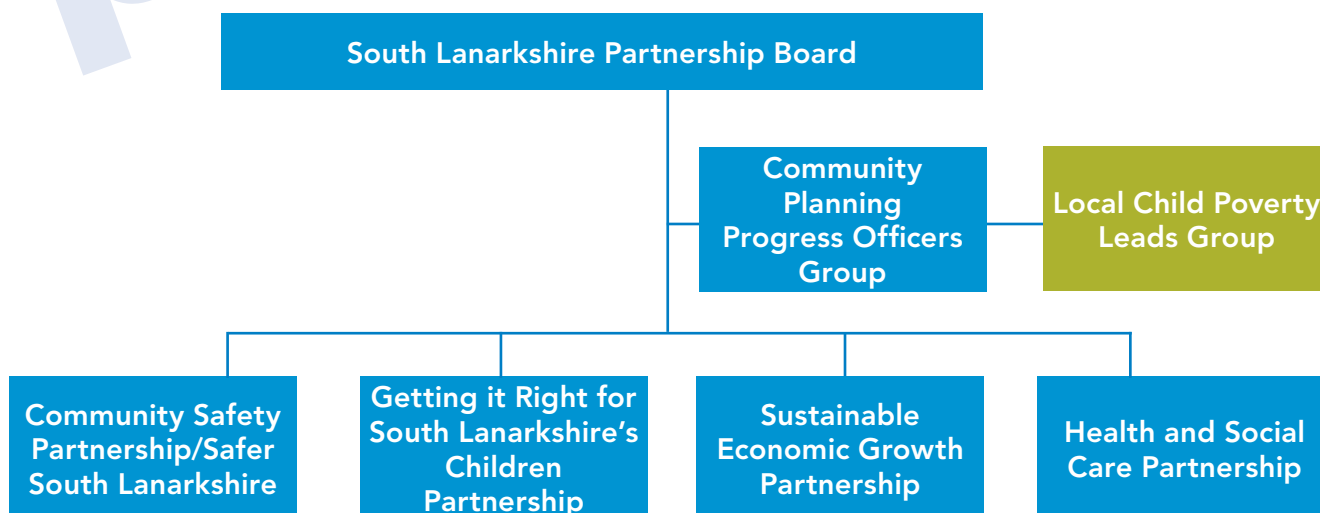 South Lanarkshire Partnership Board
Community
Planning
Progress Officers
Group
Local Child Poverty
Leads Group
Community Safety
Partnership/Safer
South Lanarkshire
Getting it Right for
South Lanarkshire’s
Children
Partnership
Sustainable
Economic Growth
Partnership
Health and Social
Care Partnership